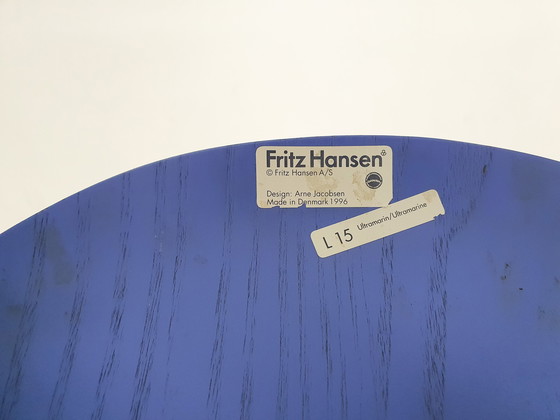 Fritz Hansen®
© Fritz Hansen A/S
Design: Arne Jacobsen
Made in Denmark 1996
L 15 Ultramarin/Ultramarine